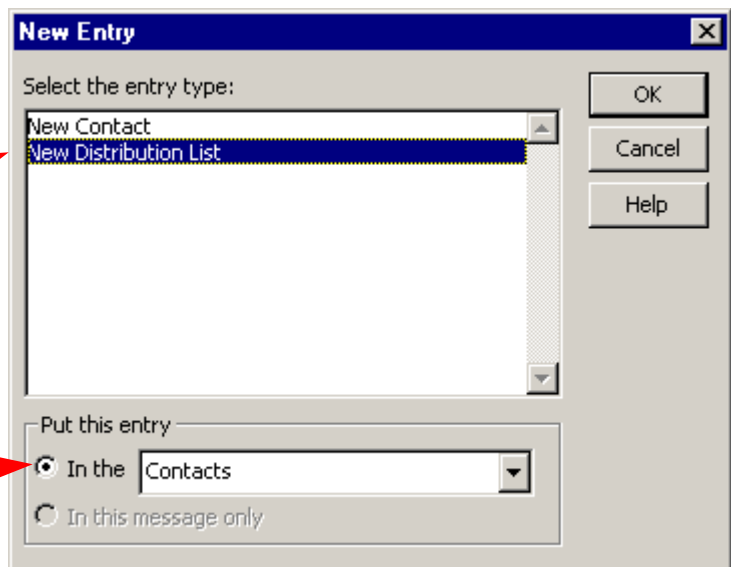 New Entry
Select the entry type:
New Contact
New Distribution List
OK
Cancel
Help
Put this entry
In the Contacts
In this message only